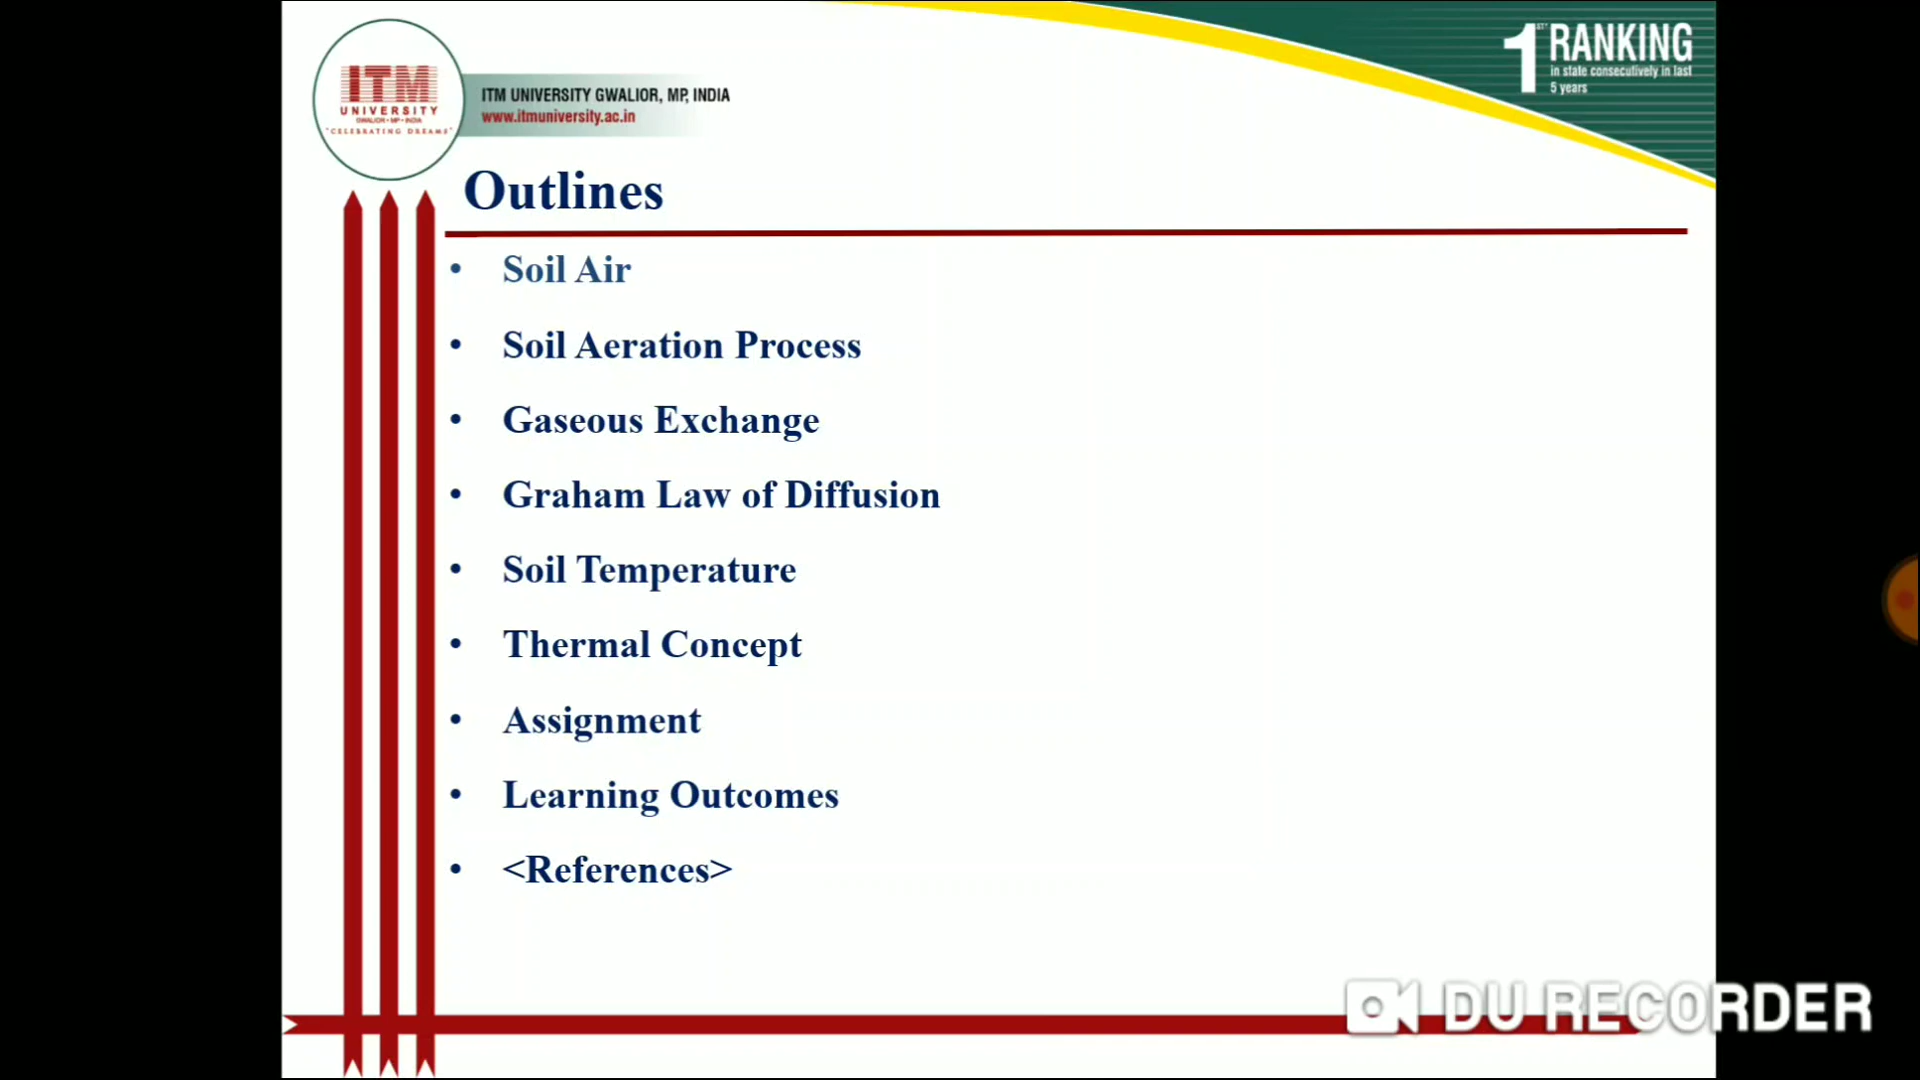 ITM
UNIVERSITY
GWALIOR • MP • INDIA
"CELEBRATING DREAMS"
ITM UNIVERSITY GWALIOR, MP, INDIA
www.itmuniversity.ac.in
1ST RANKING
in state consecutively in last
5 years
Outlines
• Soil Air
• Soil Aeration Process
• Gaseous Exchange
• Graham Law of Diffusion
• Soil Temperature
• Thermal Concept
• Assignment
• Learning Outcomes
• <References>
DU RECORDER